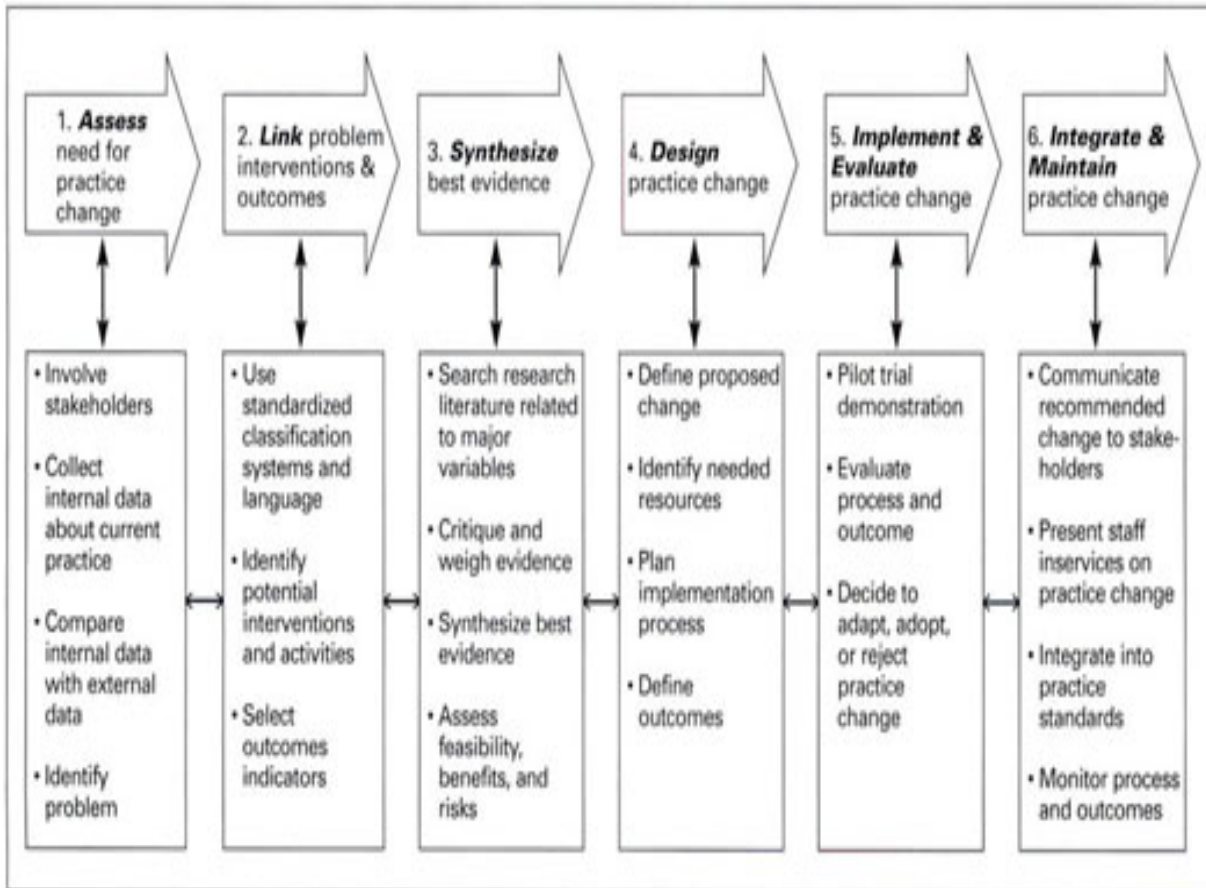 1. Assess
need for
practice
change
2. Link problem
interventions &
outcomes
3. Synthesize
best evidence
4. Design
practice change
5. Implement &
Evaluate
practice change
6. Integrate &
Maintain
practice change
• Involve
stakeholders
• Collect
internal data
about current
practice
• Compare
internal data
with external
data
• Identify
problem
• Use
standardized
classification
systems and
language
• Identify
potential
interventions
and activities
• Select
outcomes
indicators
• Search research
literature related
to major
variables
• Critique and
weigh evidence
• Synthesize best
evidence
• Assess
feasibility,
benefits, and
risks
• Define proposed
change
• Identify needed
resources
• Plan
implementation
process
• Define
outcomes
• Pilot trial
demonstration
• Evaluate
process and
outcome
• Decide to
adapt, adopt,
or reject
practice
change
• Communicate
recommended
change to stake-
holders
• Present staff
inservices on
practice change
• Integrate into
practice
standards
• Monitor process
and outcomes